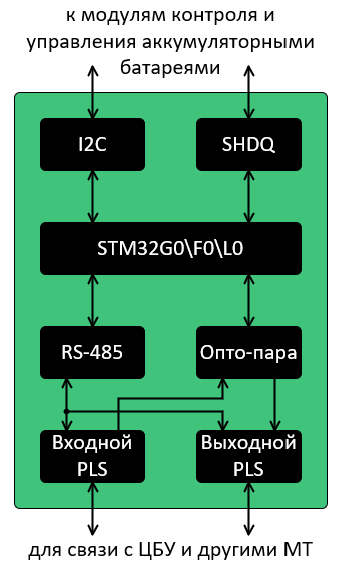 к модулям контроля и
управления аккумуляторными
батареями
I2C
SHDQ
STM32G0\F0\L0
RS-485
Опто-пара
Входной
PLS
Выходной
PLS
для связи с ЦБУ и другими МТ